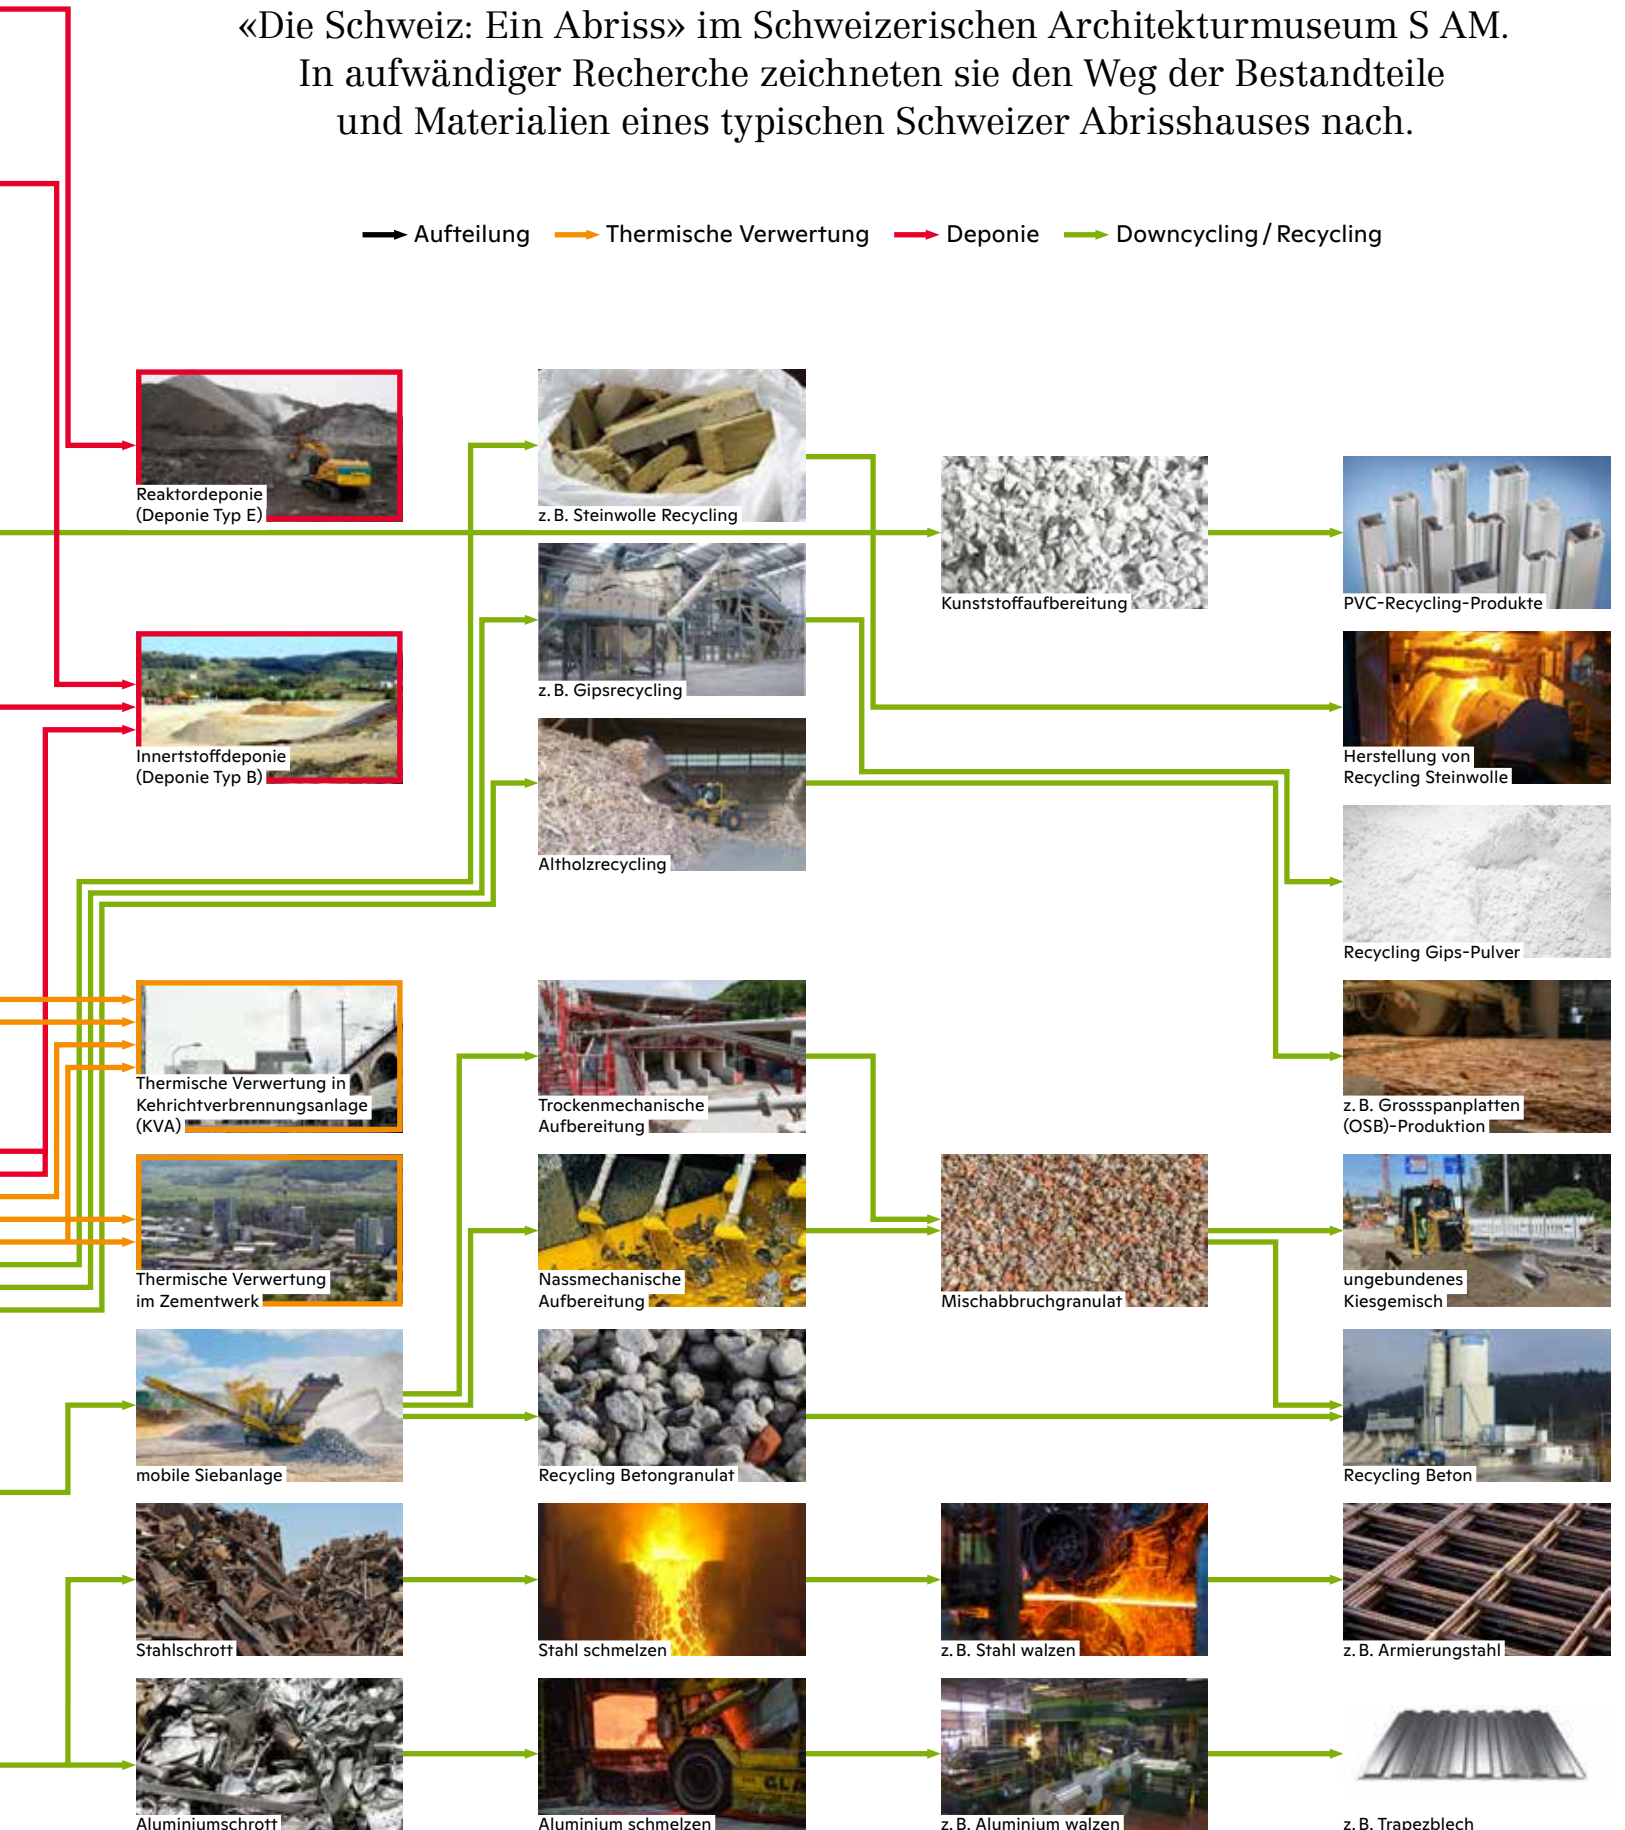 «Die Schweiz: Ein Abriss» im Schweizerischen Architekturmuseum S AM.
In aufwändiger Recherche zeichneten sie den Weg der Bestandteile
und Materialien eines typischen Schweizer Abrisshauses nach.
Aufteilung
Thermische Verwertung
Deponie
Downcycling / Recycling
Reaktordeponie
(Deponie Typ E)
z. B. Steinwolle Recycling
Kunststoffaufbereitung
PVC-Recycling-Produkte
z. B. Gipsrecycling
Innertstoffdeponie
(Deponie Typ B)
Herstellung von
Recycling Steinwolle
Altholzrecycling
Recycling Gips-Pulver
Thermische Verwertung in
Kehrichtverbrennungsanlage
(KVA)
Trockenmechanische
Aufbereitung
z. B. Grossspanplatten
(OSB)-Produktion
Thermische Verwertung
im Zementwerk
Nassmechanische
Aufbereitung
Mischabbruchgranulat
ungebundenes
Kiesgemisch
mobile Siebanlage
Recycling Betongranulat
Recycling Beton
Stahlschrott
Stahl schmelzen
z. B. Stahl walzen
z. B. Armierungstahl
Aluminiumschrott
Aluminium schmelzen
z. B. Aluminium walzen
z. B. Trapezblech